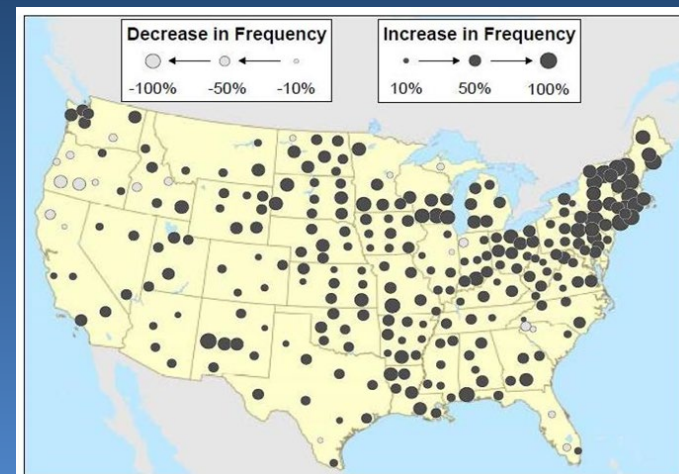 Decrease in Frequency
-100% -50% -10%
Increase in Frequency
10% 50% 100%